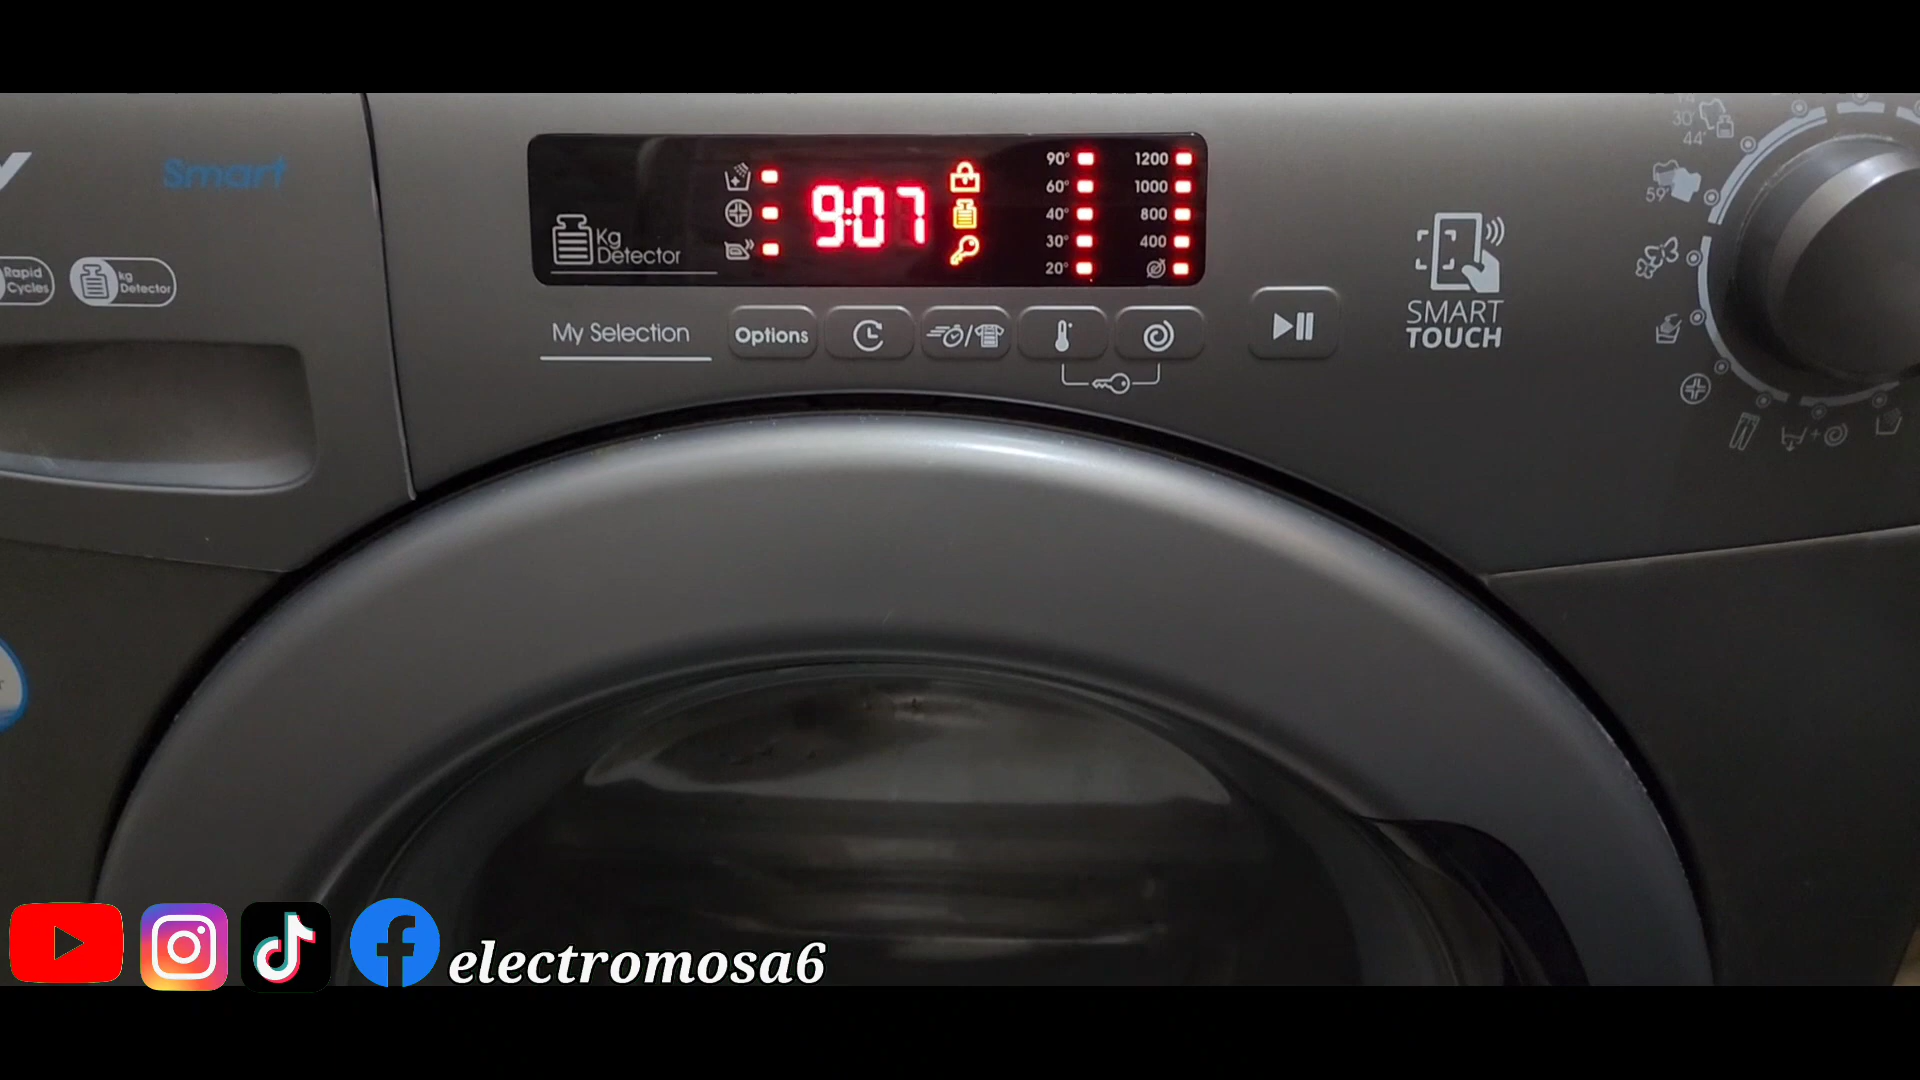 Smart
Rapid
Cycles
kg
Detector
Kg
Detector
9:07
90°
60°
40°
30°
20°
1200
1000
800
400
My Selection
Options
SMART
TOUCH
30'
44'
59'
electromosa6